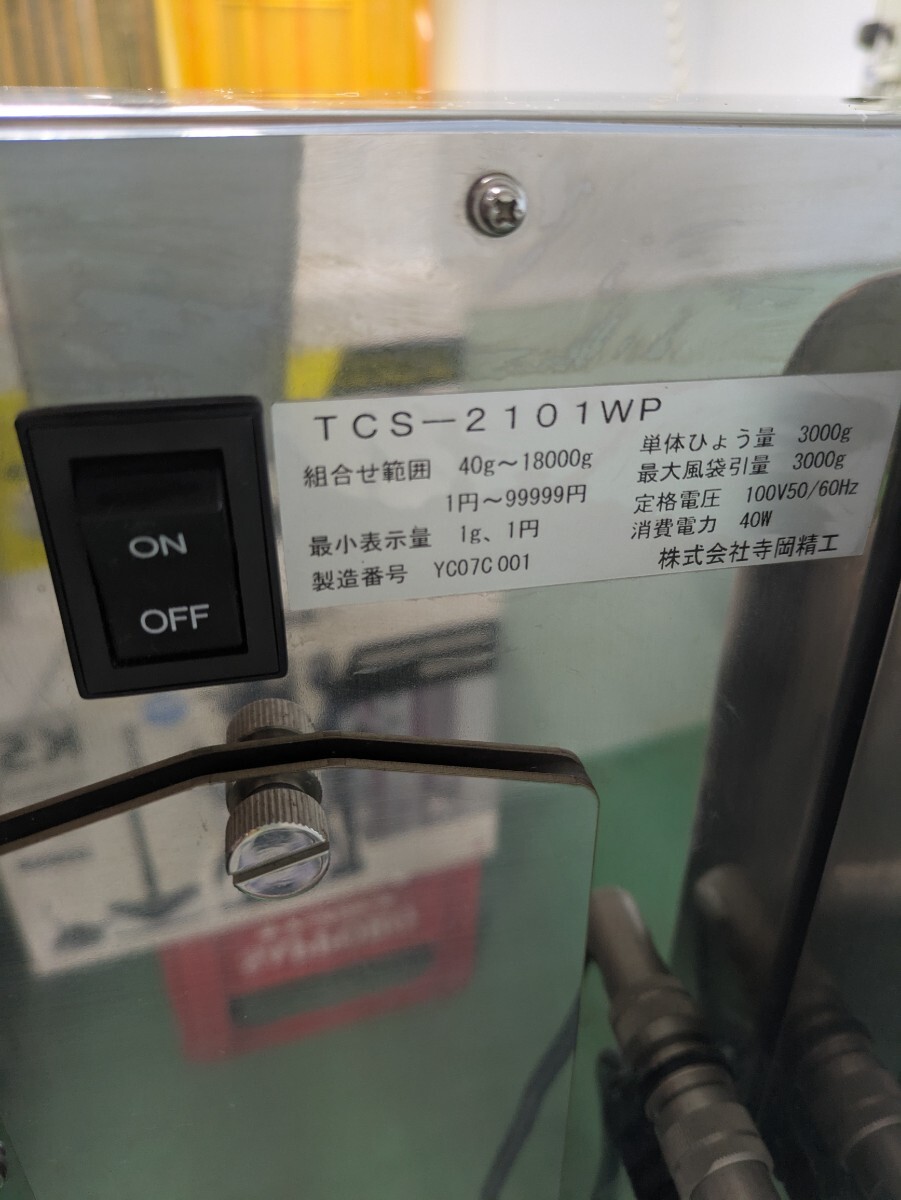 TCS-2101WP
組合せ範囲 40g～18000g
1円～99999円
最小表示量 1g、1円
製造番号 YC07C001
単体ひょう量 3000g
最大風袋引量 3000g
定格電圧 100V50/60Hz
消費電力 40W
株式会社寺岡精工
ON
OFF